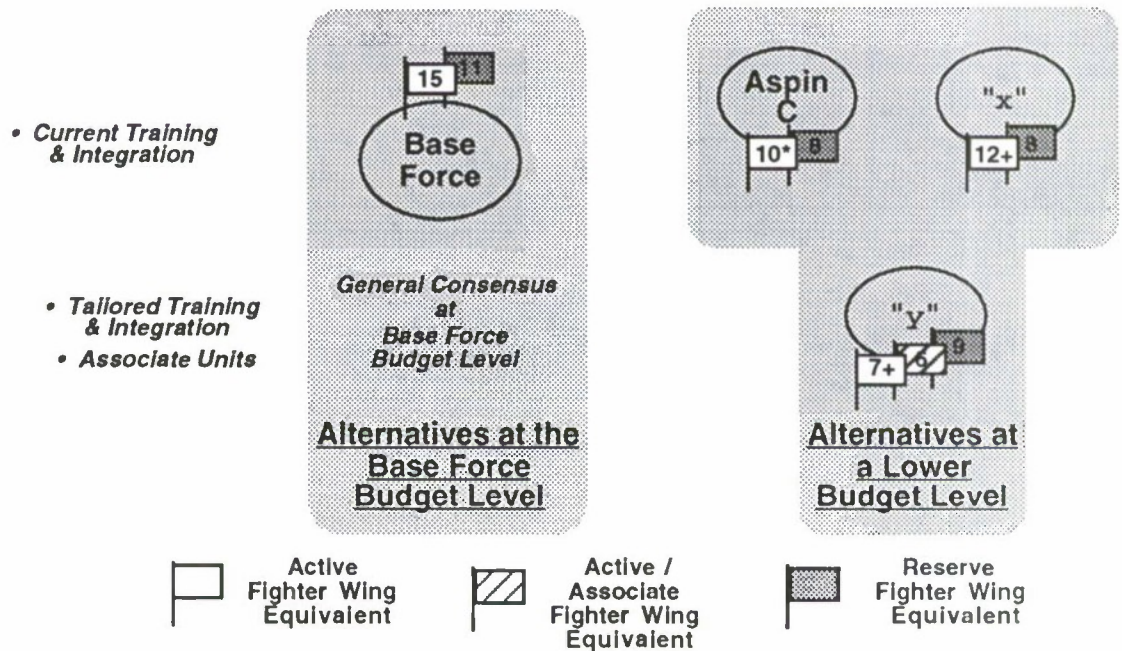 • Current Training
& Integration
15
11
Base
Force
Aspin
C
10*
8
"x"
12+
8
• Tailored Training
& Integration
• Associate Units
General Consensus
at
Base Force
Budget Level
"y"
7+
6
9
Alternatives at the
Base Force
Budget Level
Alternatives at
a Lower
Budget Level
Active
Fighter Wing
Equivalent
Active /
Associate
Fighter Wing
Equivalent
Reserve
Fighter Wing
Equivalent